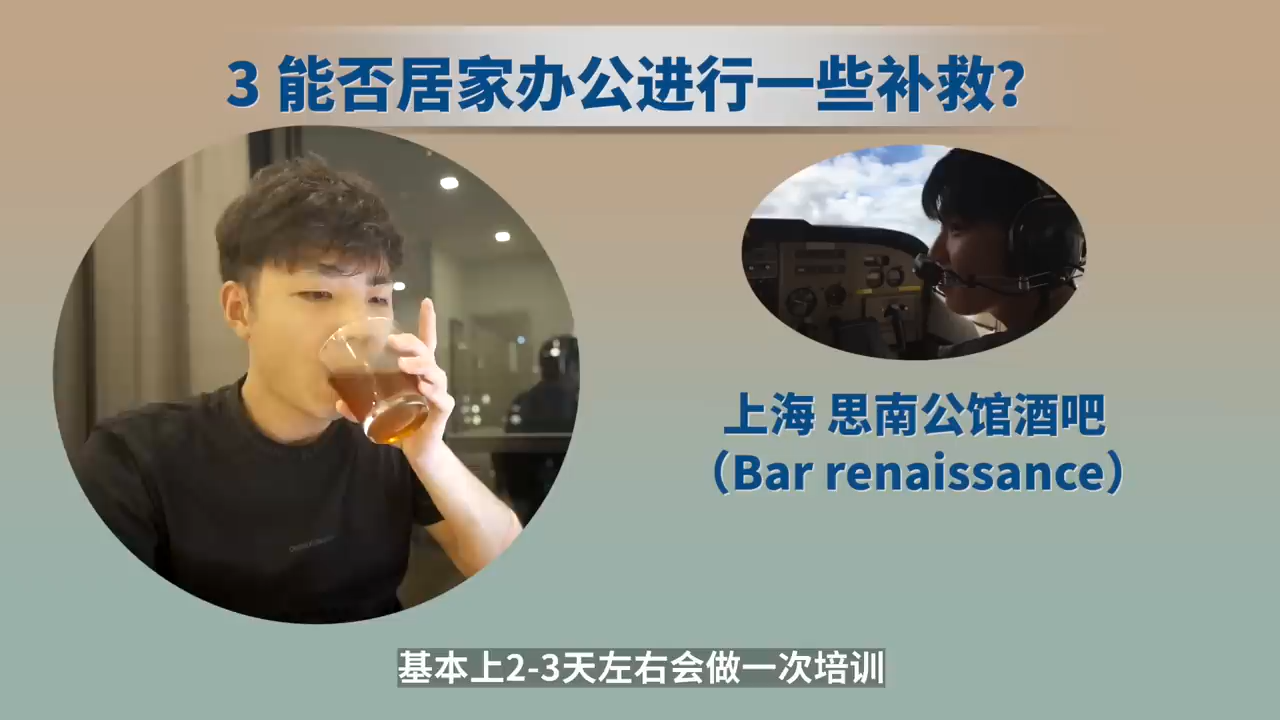 3 能否居家办公进行一些补救？
上海 思南公馆酒吧
（Bar renaissance）
基本上2-3天左右会做一次培训